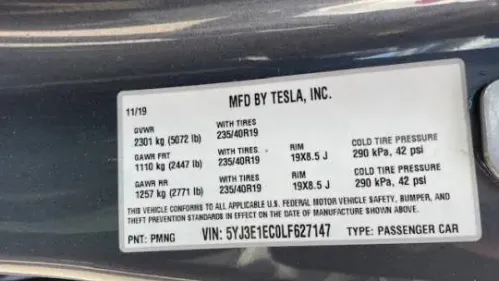 MFD BY TESLA, INC.
11/19
GVWR WITH TIRES
2301 kg (5072 lb) 235/40R19
GAWR FRT WITH TIRES RIM COLD TIRE PRESSURE
1110 kg (2447 lb) 235/40R19 19X8.5 J 290 kPa, 42 psi
GAWR RR WITH TIRES RIM COLD TIRE PRESSURE
1257 kg (2771 lb) 235/40R19 19X8.5 J 290 kPa, 42 psi
THIS VEHICLE CONFORMS TO ALL APPLICABLE U.S. FEDERAL MOTOR VEHICLE SAFETY, BUMPER, AND
THEFT PREVENTION STANDARDS IN EFFECT ON THE DATE OF MANUFACTURE SHOWN ABOVE.
PNT: PMNG VIN: 5YJ3E1EC0LF627147 TYPE: PASSENGER CAR